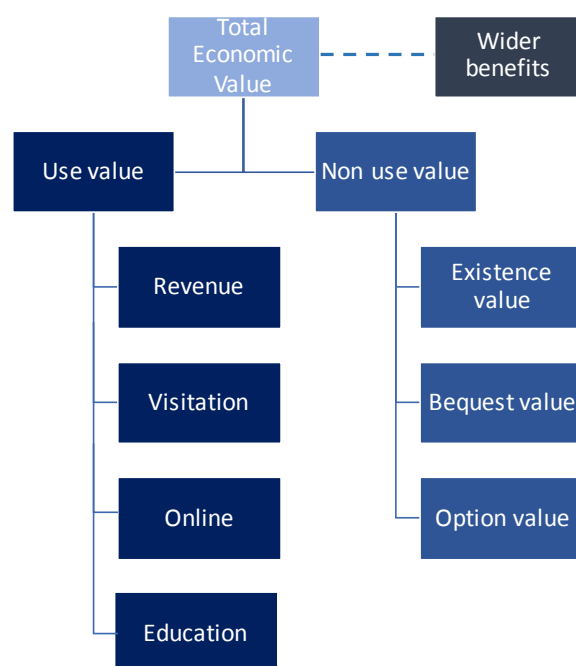 Total
Economic
Value
Wider
benefits
Use value
Non use value
Revenue
Existence
value
Visitation
Bequest value
Online
Option value
Education